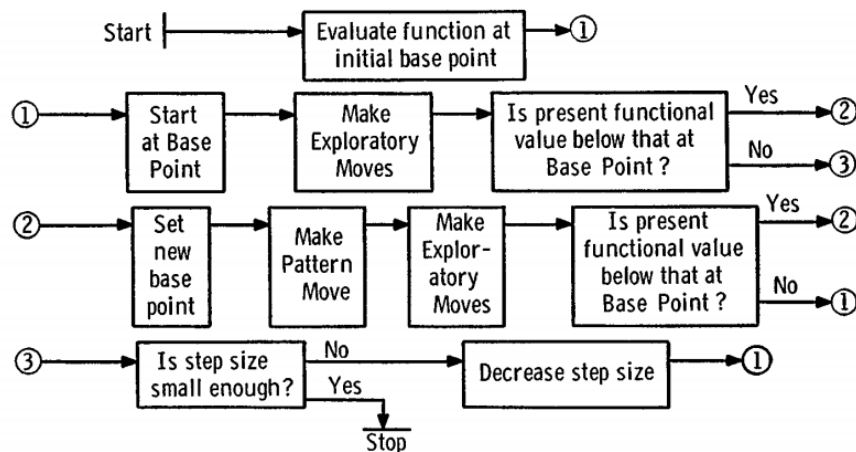 Start
Evaluate function at
initial base point
①
①
Start
at Base
Point
Make
Exploratory
Moves
Is present functional
value below that at
Base Point ?
Yes
②
No
③
②
Set
new
base
point
Make
Pattern
Move
Make
Explor-
atory
Moves
Is present
functional value
below that at
Base Point ?
Yes
②
No
①
③
Is step size
small enough?
No
Yes
Stop
Decrease step size
①